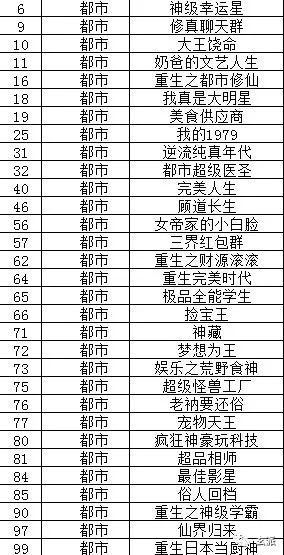 6 都市 神级幸运星
9 都市 修真聊天群
10 都市 大王饶命
11 都市 奶爸的文艺人生
16 都市 重生之都市修仙
18 都市 我真是大明星
19 都市 美食供应商
25 都市 我的1979
31 都市 逆流纯真年代
32 都市 都市超级医圣
40 都市 完美人生
46 都市 顾道长生
56 都市 女帝家的小白脸
57 都市 三界红包群
62 都市 重生之财源滚滚
64 都市 重生完美时代
65 都市 极品全能学生
66 都市 捡宝王
71 都市 神藏
72 都市 梦想为王
73 都市 娱乐之荒野食神
75 都市 超级怪兽工厂
76 都市 老衲要还俗
77 都市 宠物天王
80 都市 疯狂神豪玩科技
81 都市 超品相师
84 都市 最佳影星
85 都市 俗人回档
90 都市 重生之神级学霸
97 都市 仙界归来
99 都市 重生日本当厨神